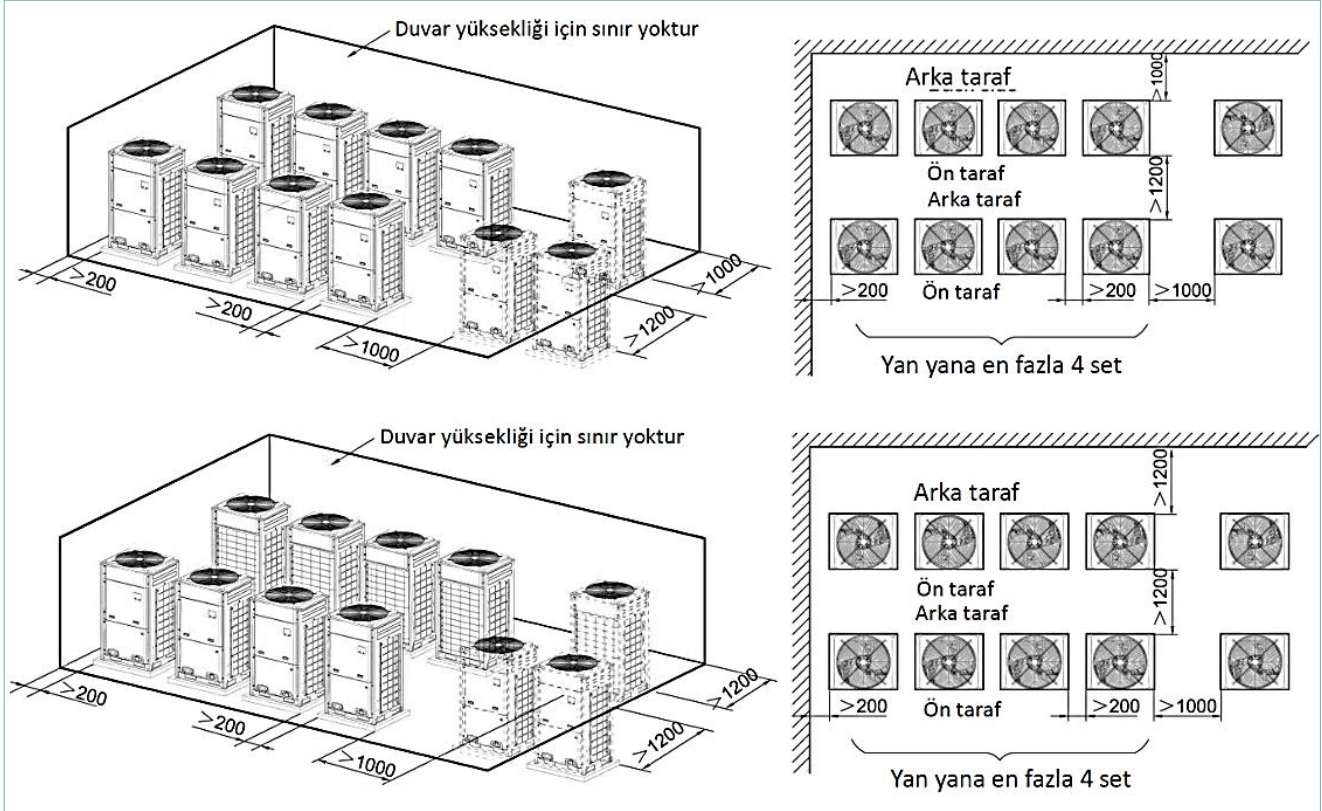 Duvar yüksekliği için sınır yoktur
>200
>200
>1000
>1000
>1200
Arka taraf
>1000
Ön taraf
Arka taraf
>1200
>200
Ön taraf
>200
>1000
Yan yana en fazla 4 set
Duvar yüksekliği için sınır yoktur
>200
>200
>1000
>1200
>1200
Arka taraf
>1200
Ön taraf
Arka taraf
>1200
>200
Ön taraf
>200
>1000
Yan yana en fazla 4 set